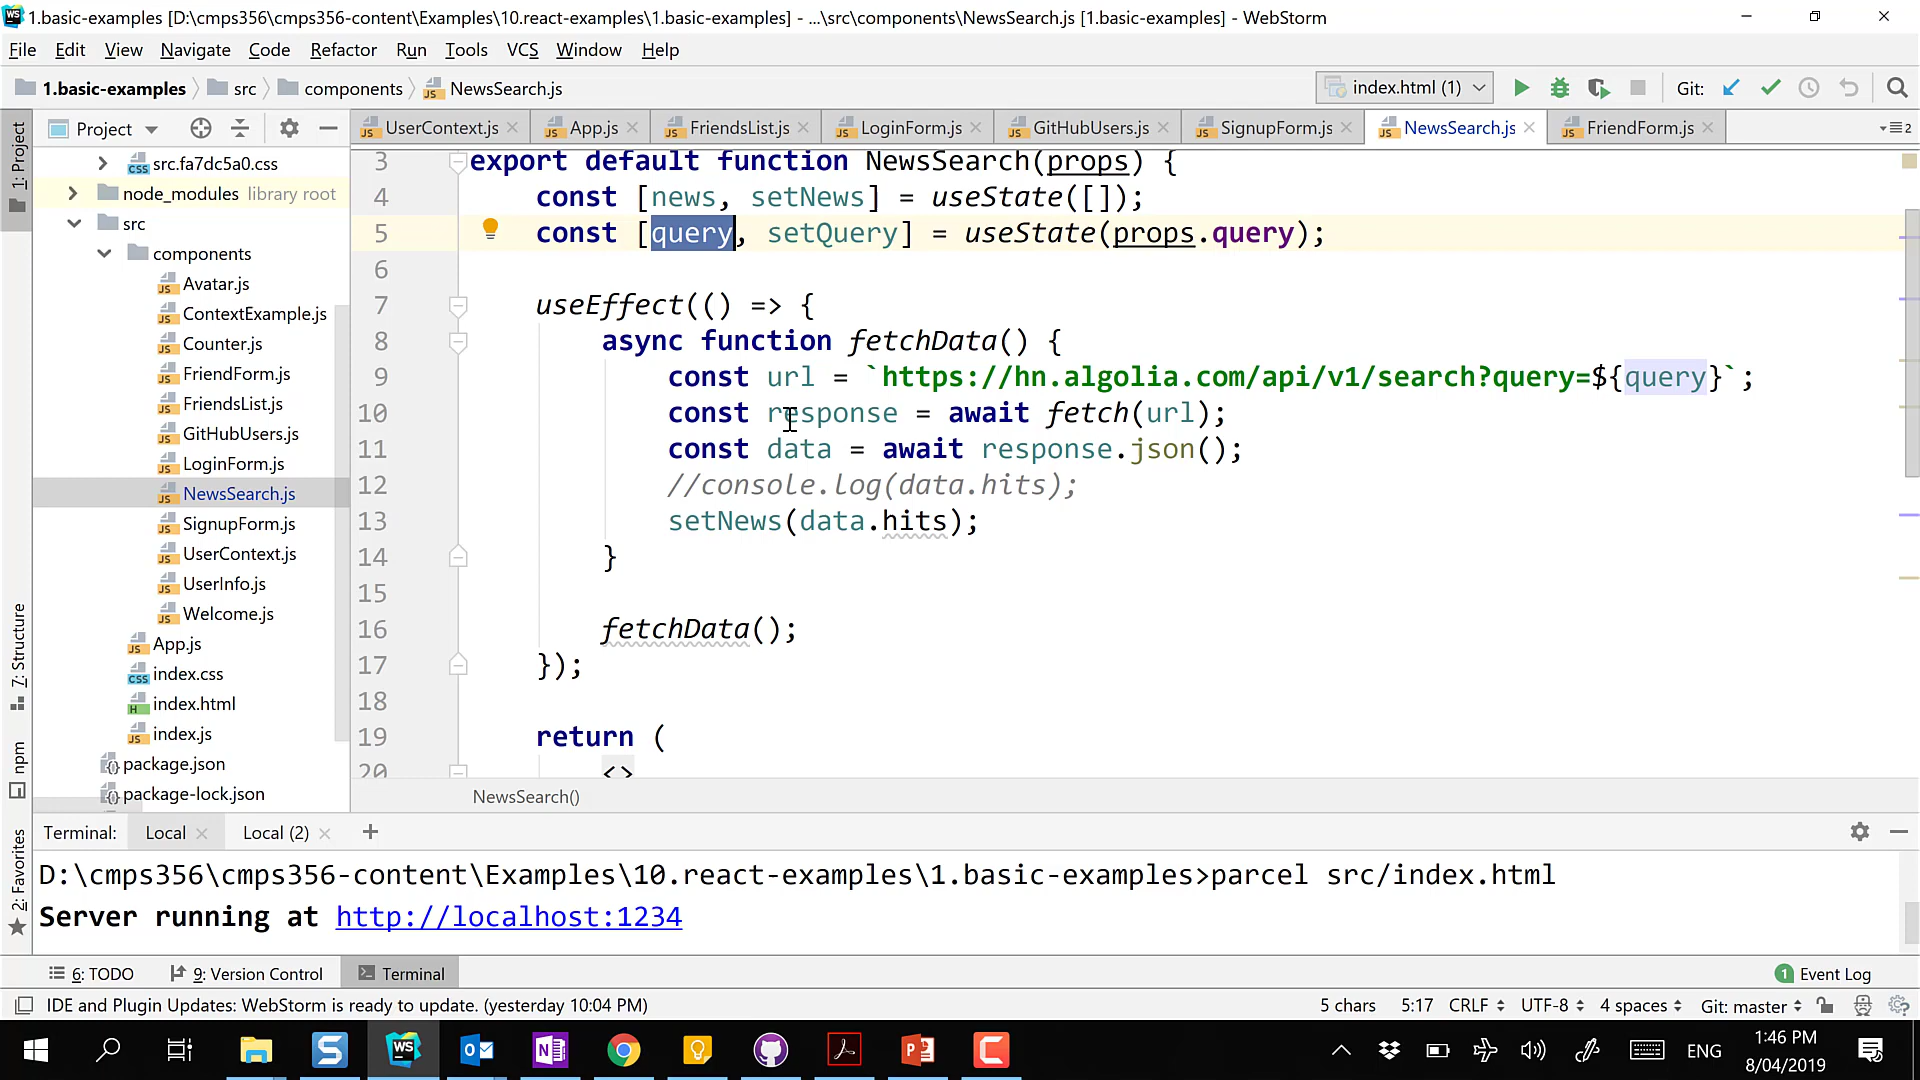 1.basic-examples [D:\cmps356\cmps356-content\Examples\10.react-examples\1.basic-examples] - ...\src\components\NewsSearch.js [1.basic-examples] - WebStorm
File Edit View Navigate Code Refactor Run Tools VCS Window Help
1.basic-examples src components NewsSearch.js index.html (1) Git:
Project UserContext.js App.js FriendsList.js LoginForm.js GitHubUsers.js SignupForm.js NewsSearch.js FriendForm.js
1: Project
7: Structure
npm
2: Favorites
src.fa7dc5a0.css
node_modules library root
src
components
Avatar.js
ContextExample.js
Counter.js
FriendForm.js
FriendsList.js
GitHubUsers.js
LoginForm.js
NewsSearch.js
SignupForm.js
UserContext.js
UserInfo.js
Welcome.js
App.js
index.css
index.html
index.js
package.json
package-lock.json
3 export default function NewsSearch(props) {
4 const [news, setNews] = useState([]);
5 const [query, setQuery] = useState(props.query);
6
7 useEffect(() => {
8 async function fetchData() {
9 const url = `https://hn.algolia.com/api/v1/search?query=${query}`;
10 const response = await fetch(url);
11 const data = await response.json();
12 //console.log(data.hits);
13 setNews(data.hits);
14 }
15
16 fetchData();
17 });
18
19 return (
20 <>
NewsSearch()
Terminal: Local Local (2)
D:\cmps356\cmps356-content\Examples\10.react-examples\1.basic-examples>parcel src/index.html
Server running at http://localhost:1234
6: TODO 9: Version Control Terminal 1 Event Log
IDE and Plugin Updates: WebStorm is ready to update. (yesterday 10:04 PM) 5 chars 5:17 CRLF UTF-8 4 spaces Git: master
ENG 1:46 PM
8/04/2019